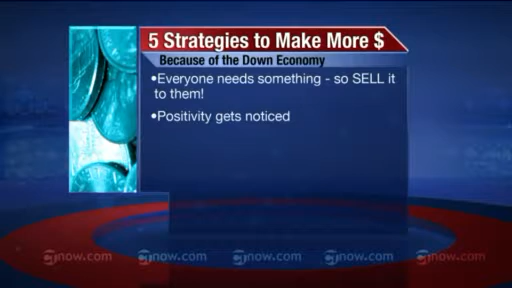 5 Strategies to Make More $
Because of the Down Economy
•Everyone needs something - so SELL it
to them!
•Positivity gets noticed
now.com now.com now.com now.com now.com